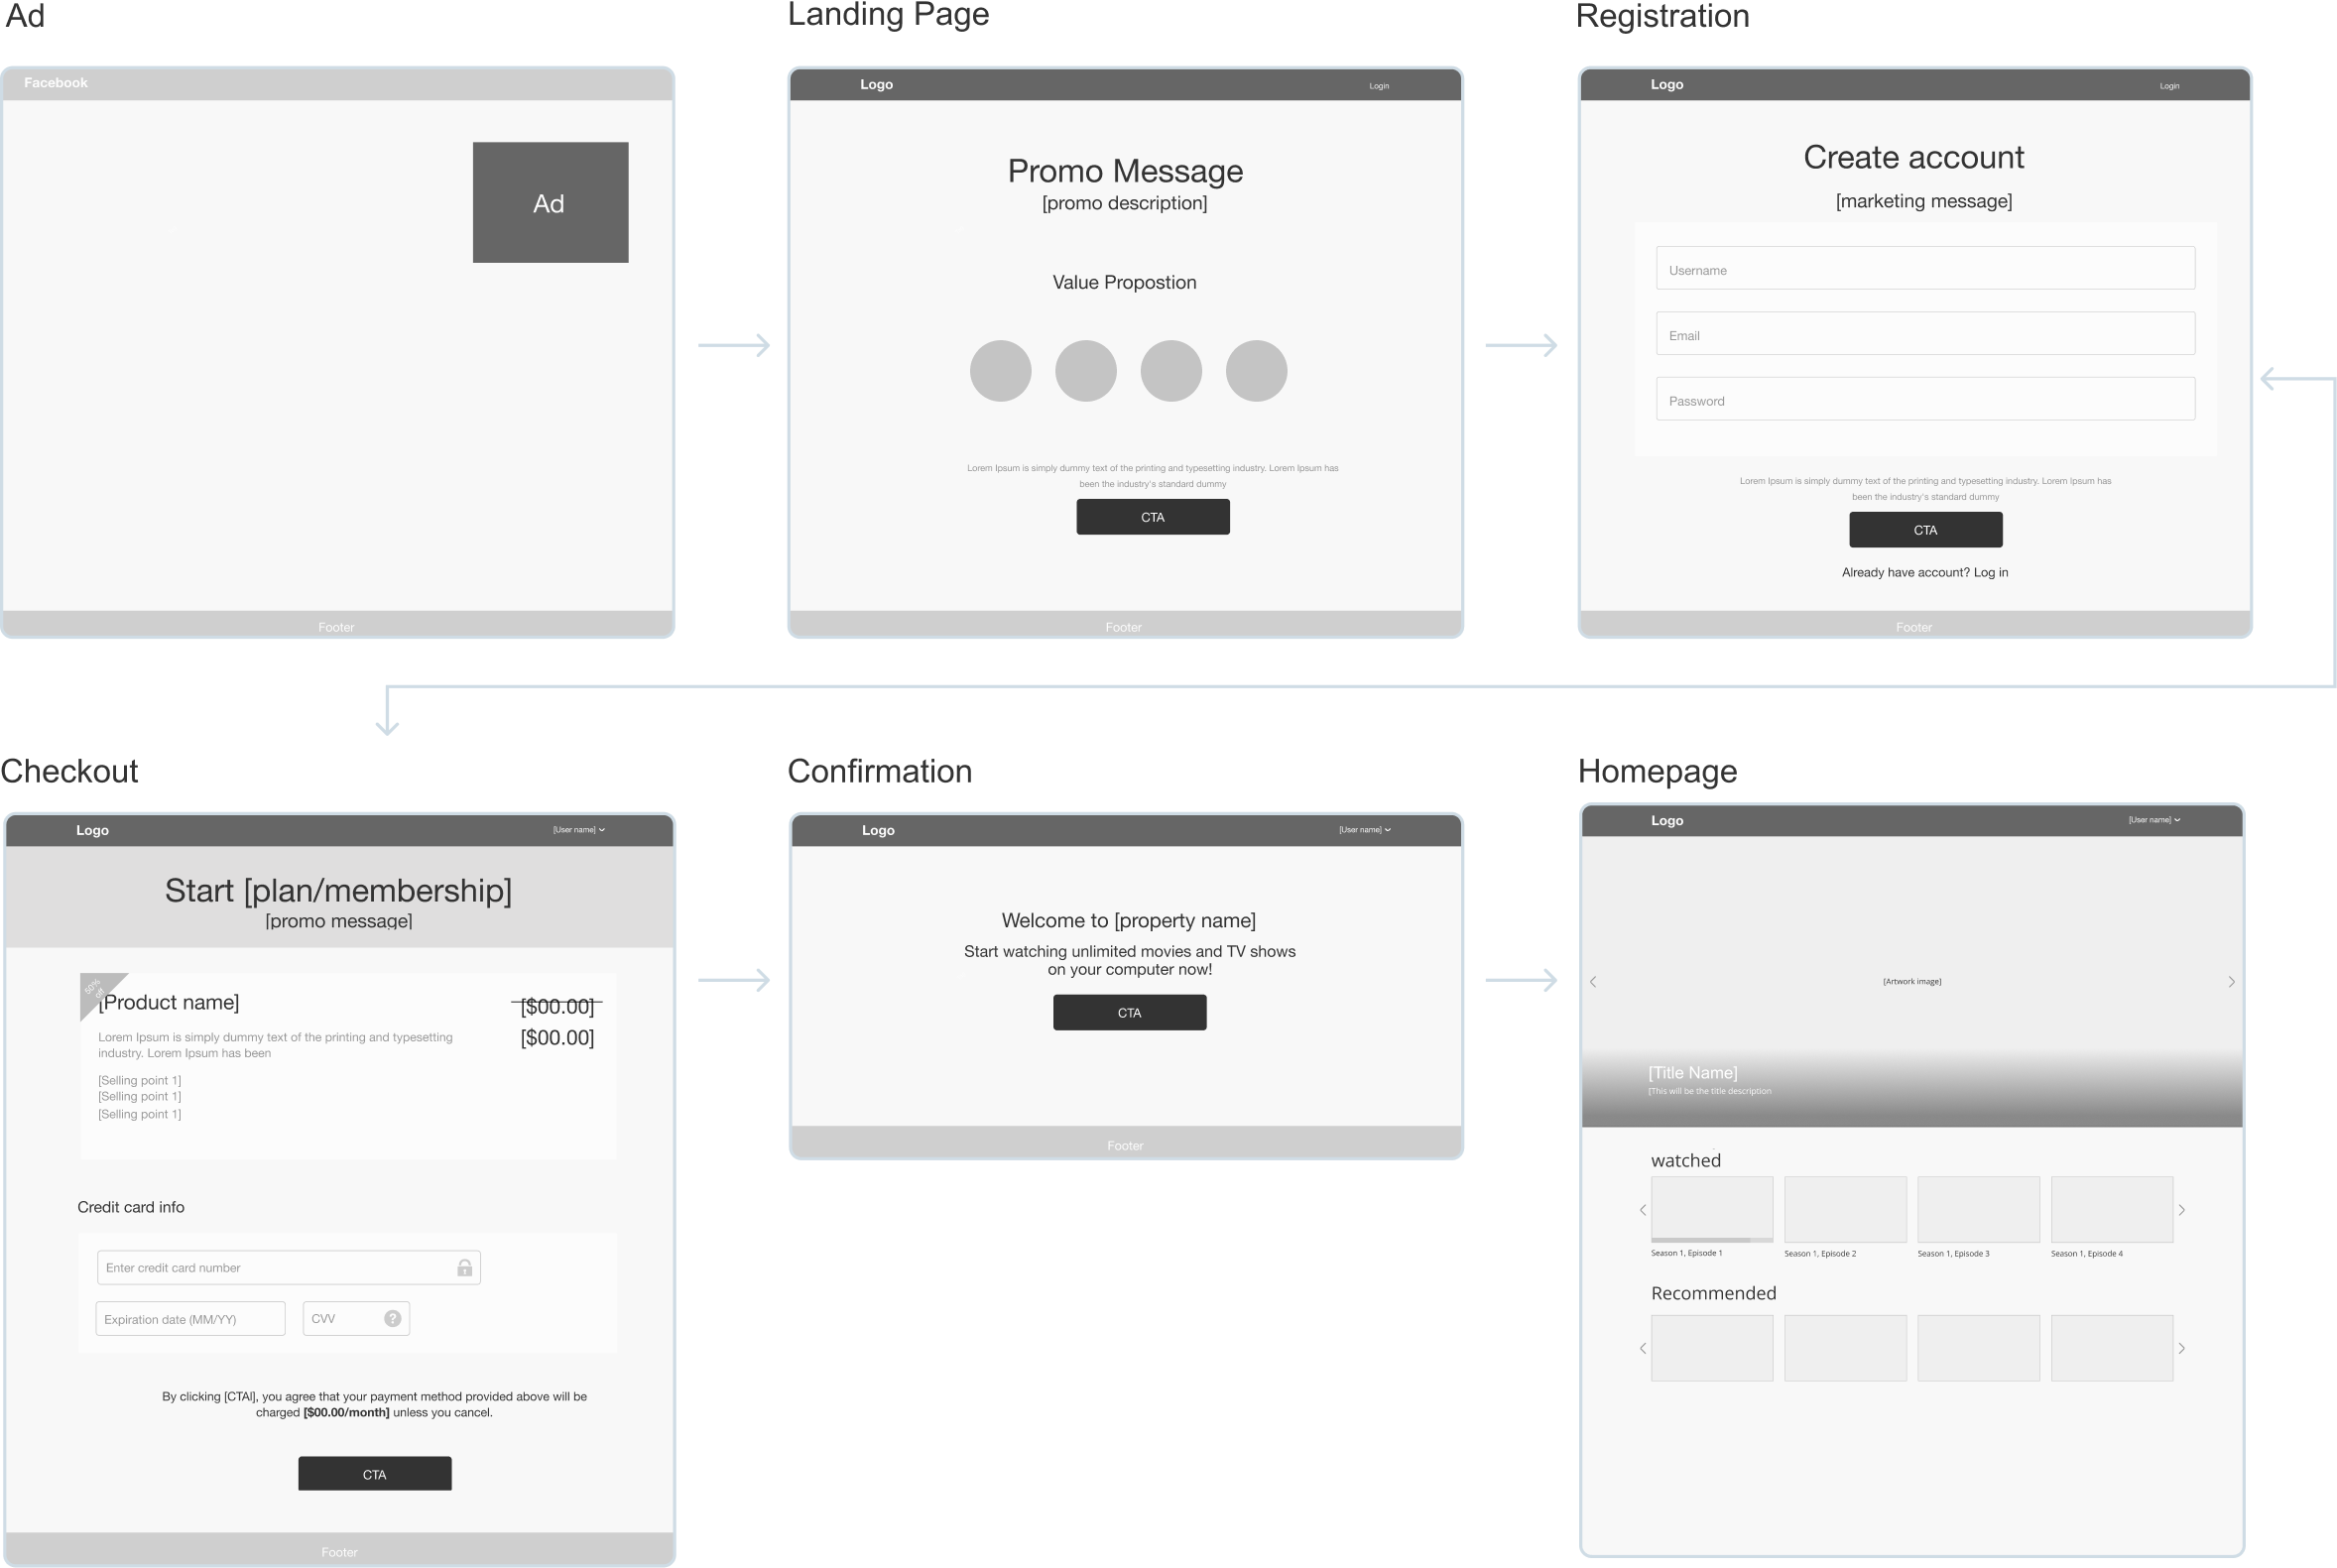 Ad
Facebook
Ad
Footer
Landing Page
Logo
Login
Promo Message
[promo description]
Value Propostion
Lorem Ipsum is simply dummy text of the printing and typesetting industry. Lorem Ipsum has
been the industry's standard dummy
CTA
Footer
Registration
Logo
Login
Create account
[marketing message]
Username
Email
Password
Lorem Ipsum is simply dummy text of the printing and typesetting industry. Lorem Ipsum has
been the industry's standard dummy
CTA
Already have account? Log in
Footer
Checkout
Logo
[User name]
Start [plan/membership]
[promo message]
50%
off
[Product name]
[$00.00]
[$00.00]
Lorem Ipsum is simply dummy text of the printing and typesetting
industry. Lorem Ipsum has been
[Selling point 1]
[Selling point 1]
[Selling point 1]
Credit card info
Enter credit card number
Expiration date (MM/YY)
CVV
?
By clicking [CTA|], you agree that your payment method provided above will be
charged [$00.00/month] unless you cancel.
CTA
Footer
Confirmation
Logo
[User name]
Welcome to [property name]
Start watching unlimited movies and TV shows
on your computer now!
CTA
Footer
Homepage
Logo
[User name]
[Artwork image]
[Title Name]
[This will be the title description
watched
Season 1, Episode 1
Season 1, Episode 2
Season 1, Episode 3
Season 1, Episode 4
Recommended